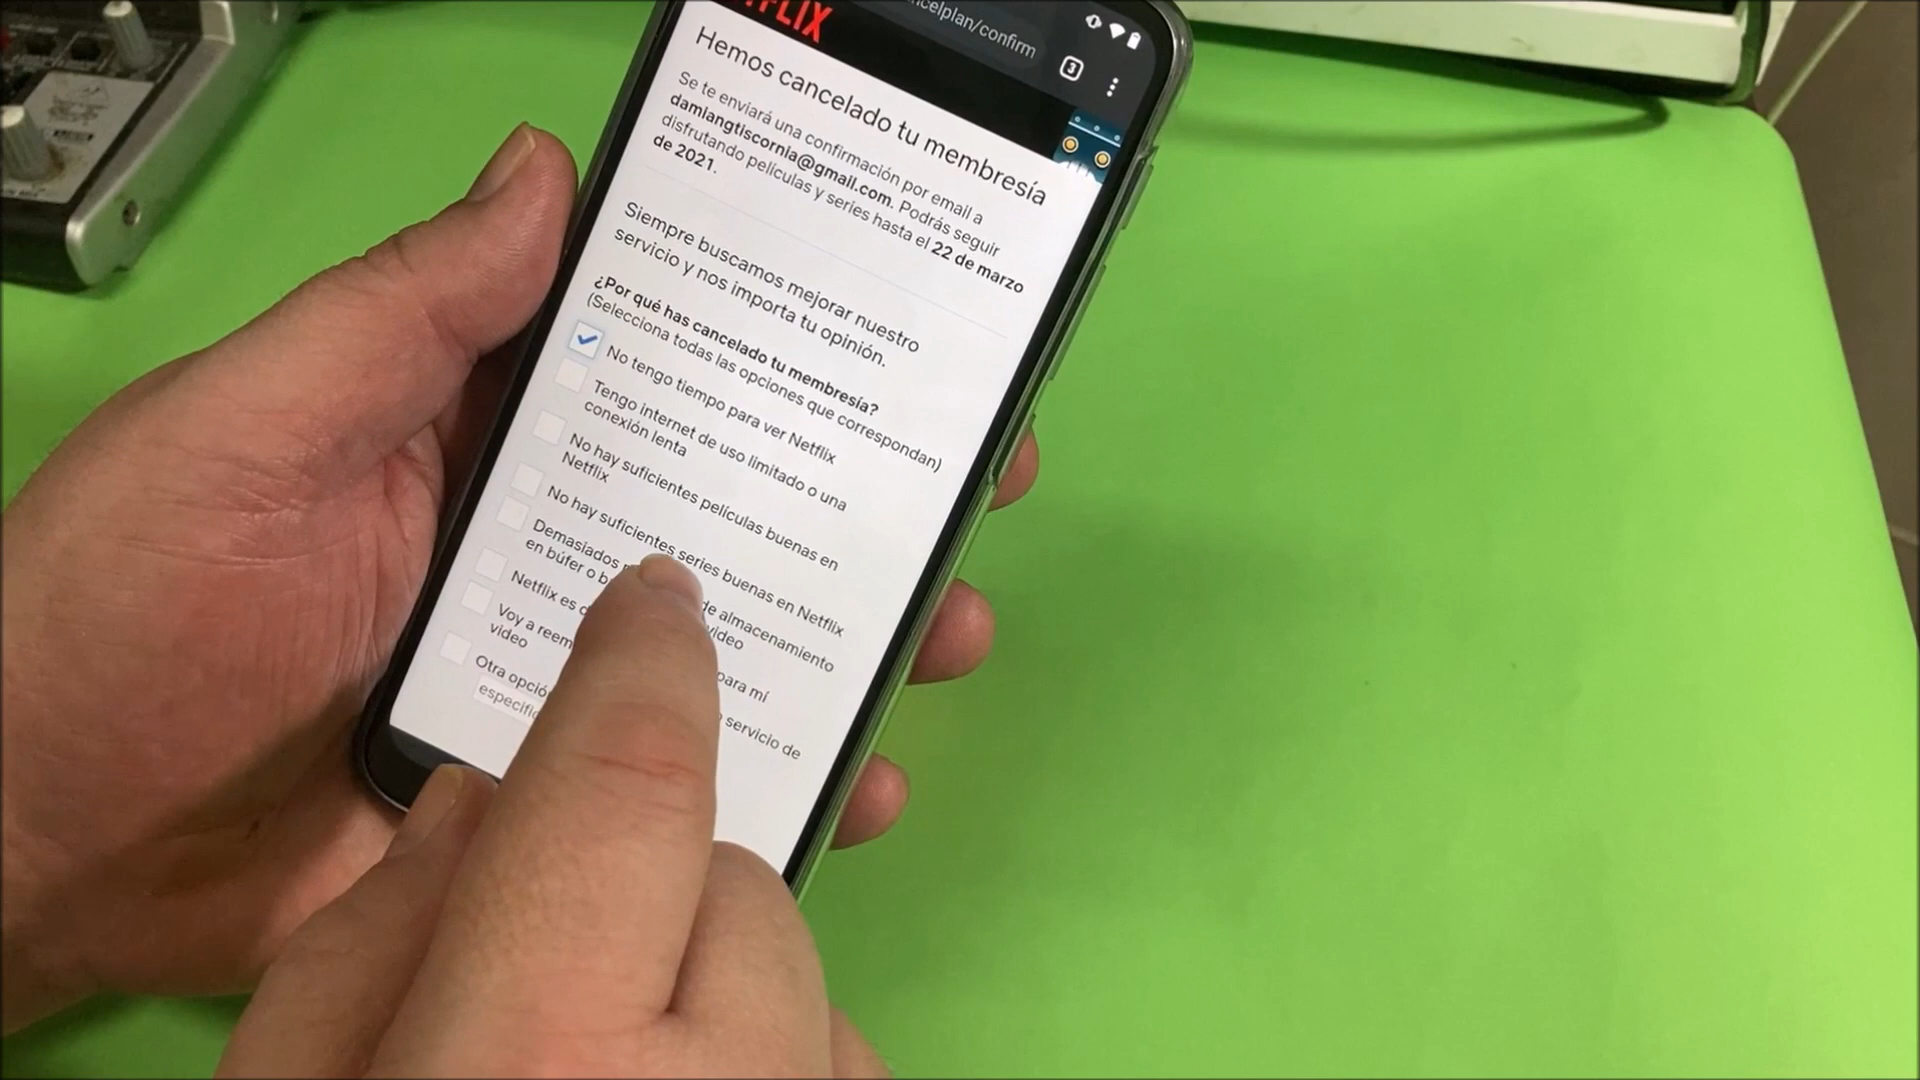 NETFLIX
celplan/confirm
3
Hemos cancelado tu membresía
Se te enviará una confirmación por email a
damiangtiscornia@gmail.com. Podrás seguir
disfrutando películas y series hasta el 22 de marzo
de 2021.
Siempre buscamos mejorar nuestro
servicio y nos importa tu opinión.
¿Por qué has cancelado tu membresía?
(Selecciona todas las opciones que correspondan)
No tengo tiempo para ver Netflix
Tengo internet de uso limitado o una
conexión lenta
No hay suficientes películas buenas en
Netflix
No hay suficientes series buenas en Netflix
Demasiados de almacenamiento
en búfer o video
Netflix es para mí
Voy a servicio de
video
Otra